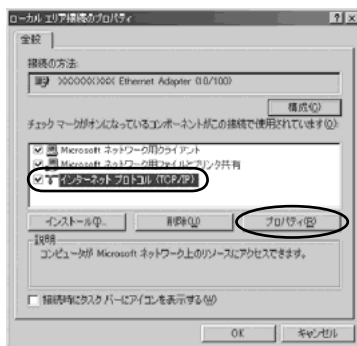 ローカル エリア接続のプロパティ
全般
接続の方法:
XXXXXX(XXX Ethernet Adapter (10/100)
構成(C)
チェック マークがオンになっているコンポーネントがこの接続で使用されています(O):
Microsoft ネットワーク用クライアント
Microsoft ネットワーク用ファイルとプリンタ共有
インターネット プロトコル (TCP/IP)
インストール(I)... 削除(U) プロパティ(R)
説明
コンピュータが Microsoft ネットワーク上のリソースにアクセスできます。
接続時にタスク バーにアイコンを表示する(W)
OK キャンセル